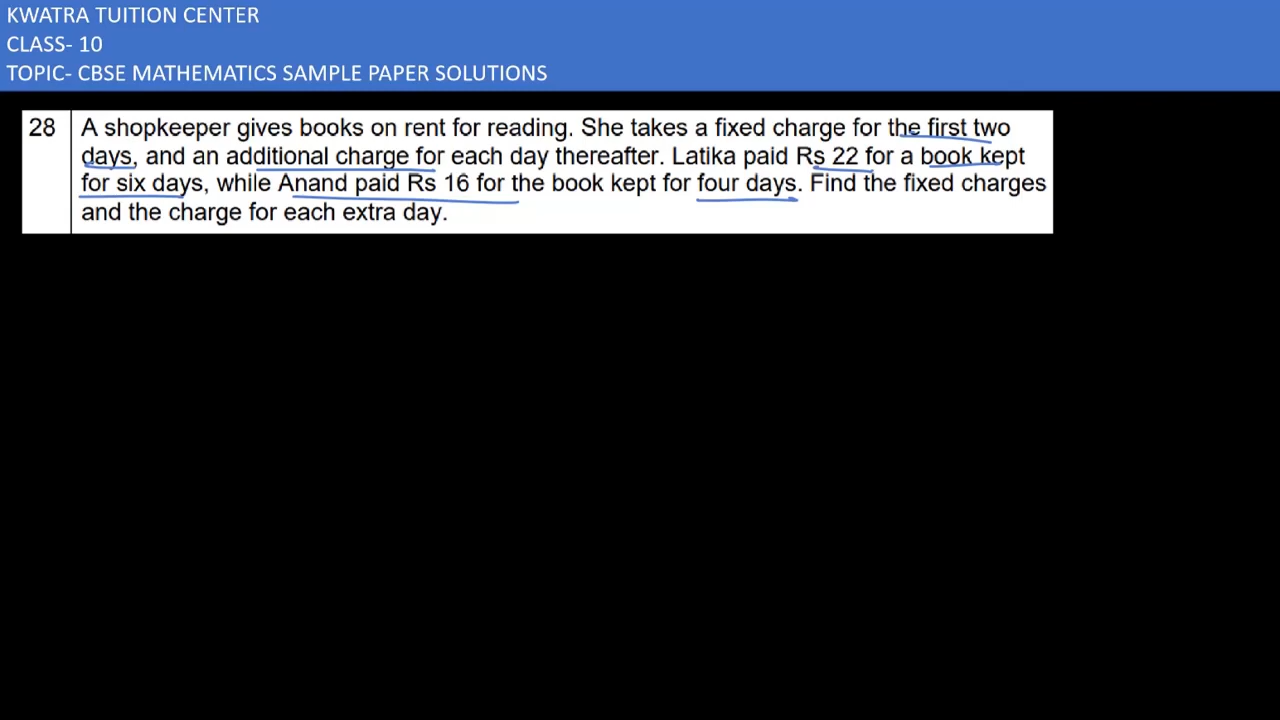 KWATRA TUITION CENTER
CLASS- 10
TOPIC- CBSE MATHEMATICS SAMPLE PAPER SOLUTIONS
28 A shopkeeper gives books on rent for reading. She takes a fixed charge for the first two
days, and an additional charge for each day thereafter. Latika paid Rs 22 for a book kept
for six days, while Anand paid Rs 16 for the book kept for four days. Find the fixed charges
and the charge for each extra day.